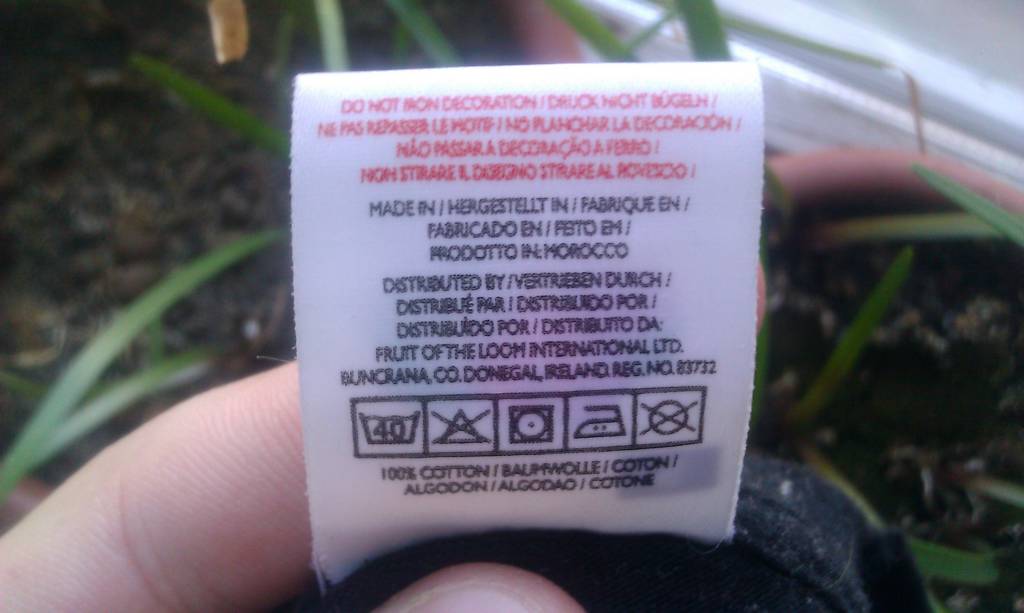 DO NOT IRON DECORATION / DRUCK NICHT BÜGELN /
NE PAS REPASSER LE MOTIF / NO PLANCHAR LA DECORACIÓN /
NÃO PASSAR A DECORAÇÃO A FERRO /
NON STIRARE IL DISEGNO STIRARE AL ROVESCIO /
MADE IN / HERGESTELLT IN / FABRIQUE EN /
FABRICADO EN / FEITO EM /
PRODOTTO IN: MOROCCO
DISTRIBUTED BY / VERTRIEBEN DURCH /
DISTRIBUÉ PAR / DISTRIBUIDO POR /
DISTRIBUÍDO POR / DISTRIBUITO DA:
FRUIT OF THE LOOM INTERNATIONAL LTD.
BUNCRANA, CO. DONEGAL, IRELAND. REG. NO. 83732
40
100% COTTON / BAUMWOLLE / COTON /
ALGODON / ALGODAO / COTONE